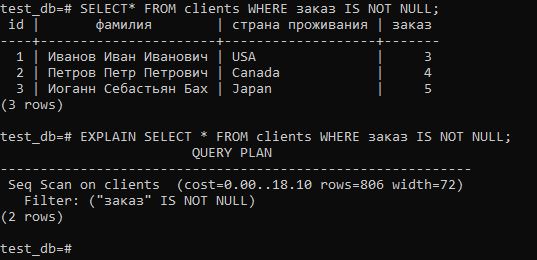 test_db=# SELECT* FROM clients WHERE заказ IS NOT NULL;
 id |       фамилия        | страна проживания | заказ
----+----------------------+-------------------+-------
  1 | Иванов Иван Иванович | USA               |     3
  2 | Петров Петр Петрович | Canada            |     4
  3 | Иоганн Себастьян Бах | Japan             |     5
(3 rows)

test_db=# EXPLAIN SELECT * FROM clients WHERE заказ IS NOT NULL;
                        QUERY PLAN
-----------------------------------------------------------
 Seq Scan on clients  (cost=0.00..18.10 rows=806 width=72)
   Filter: ("заказ" IS NOT NULL)
(2 rows)

test_db=#